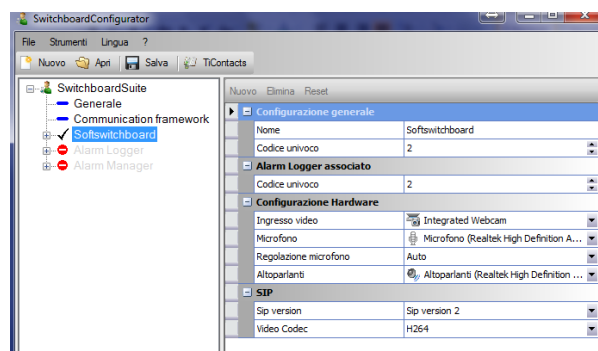 SwitchboardConfigurator
File Strumenti Lingua ?
Nuovo Apri Salva TiContacts
SwitchboardSuite
Generale
Communication framework
Softswitchboard
Alarm Logger
Alarm Manager
Nuovo Elimina Reset
Configurazione generale
Nome Softswitchboard
Codice univoco 2
Alarm Logger associato
Codice univoco 2
Configurazione Hardware
Ingresso video Integrated Webcam
Microfono Microfono (Realtek High Definition A...
Regolazione microfono Auto
Altoparlanti Altoparlanti (Realtek High Definition ...
SIP
Sip version Sip version 2
Video Codec H264